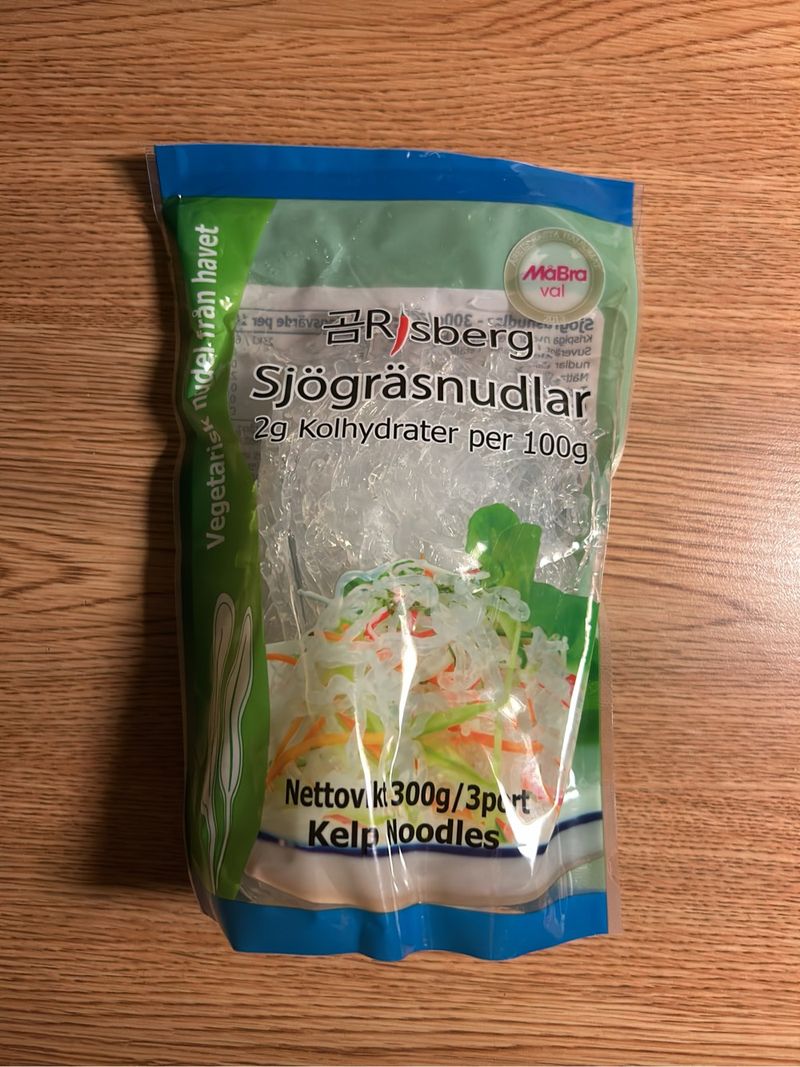 Vegetarisk nudel från havet
MåBra
val
곰Risberg
Sjögräsnudlar
2g Kolhydrater per 100g
Nettovikt 300g/3port
Kelp Noodles